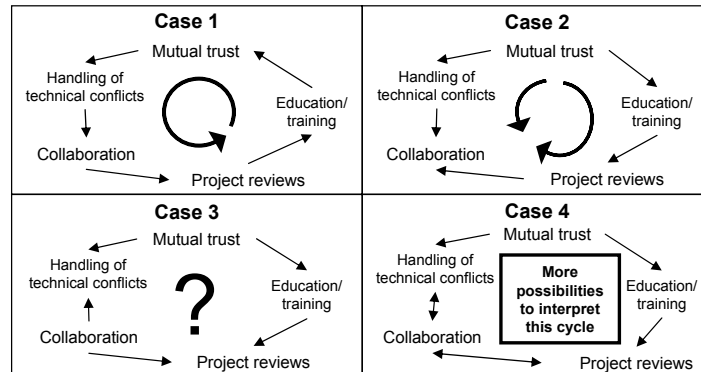 Case 1
Mutual trust
Handling of
technical conflicts
Education/
training
Collaboration
Project reviews
Case 2
Mutual trust
Handling of
technical conflicts
Education/
training
Collaboration
Project reviews
Case 3
Mutual trust
Handling of
technical conflicts
?
Education/
training
Collaboration
Project reviews
Case 4
Mutual trust
Handling of
technical conflicts
More
possibilities
to interpret
this cycle
Education/
training
Collaboration
Project reviews